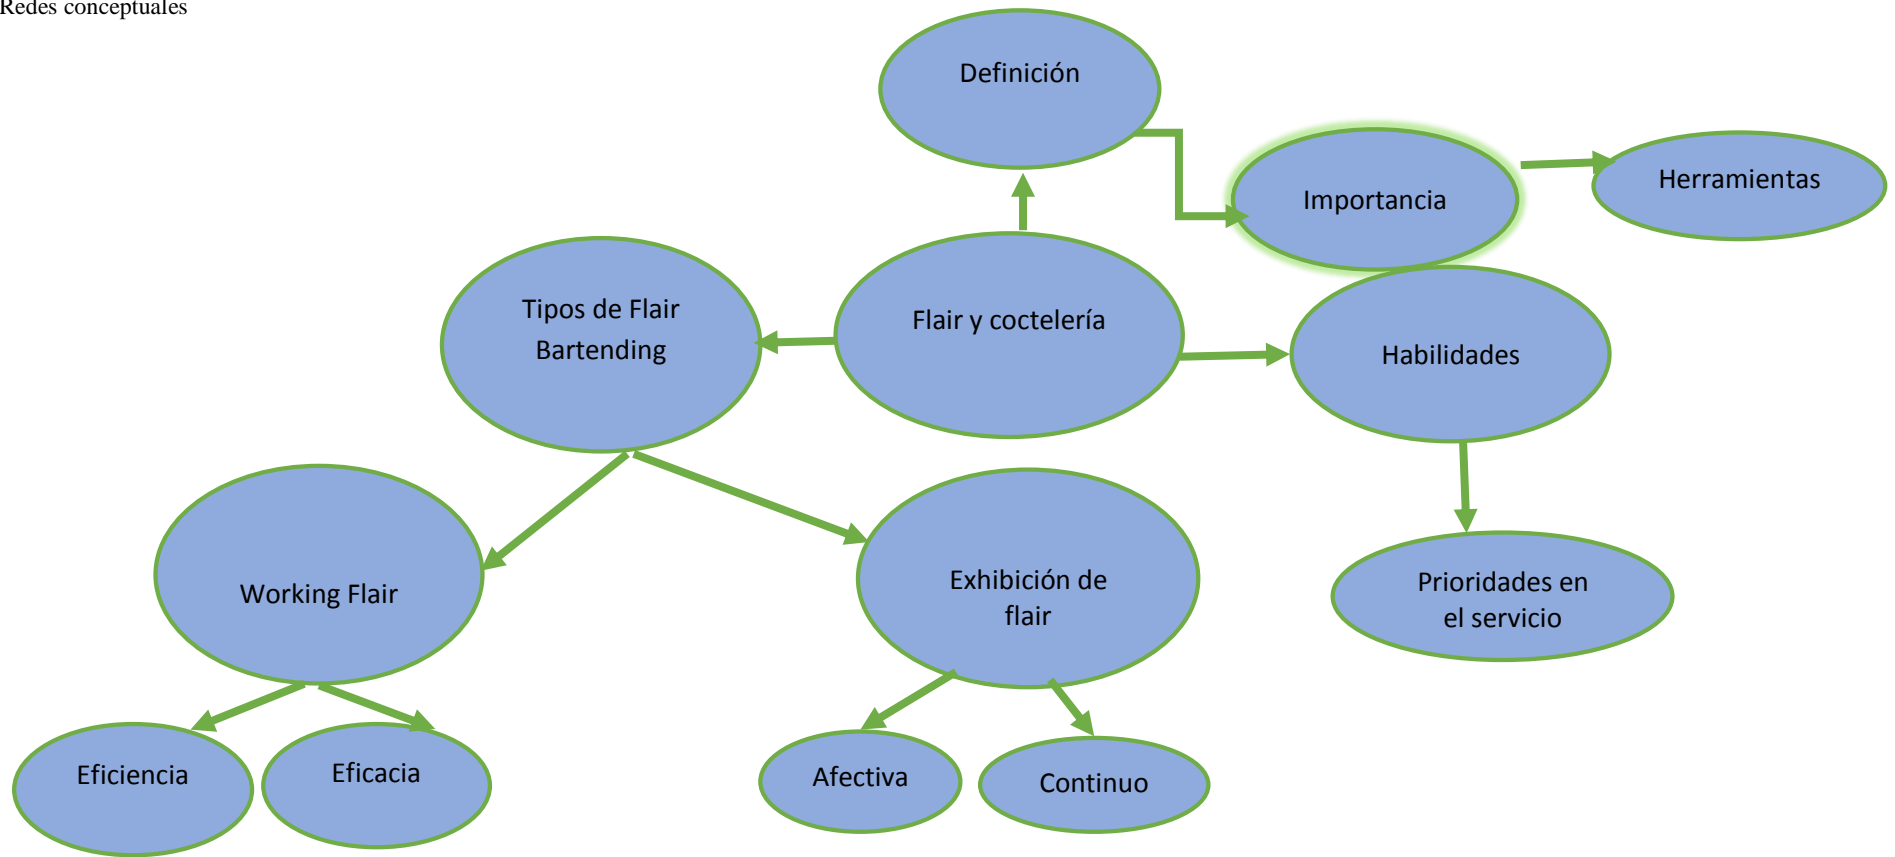 Redes conceptuales
Definición
Importancia
Herramientas
Tipos de Flair
Bartending
Flair y coctelería
Habilidades
Working Flair
Exhibición de
flair
Prioridades en
el servicio
Eficiencia
Eficacia
Afectiva
Continuo